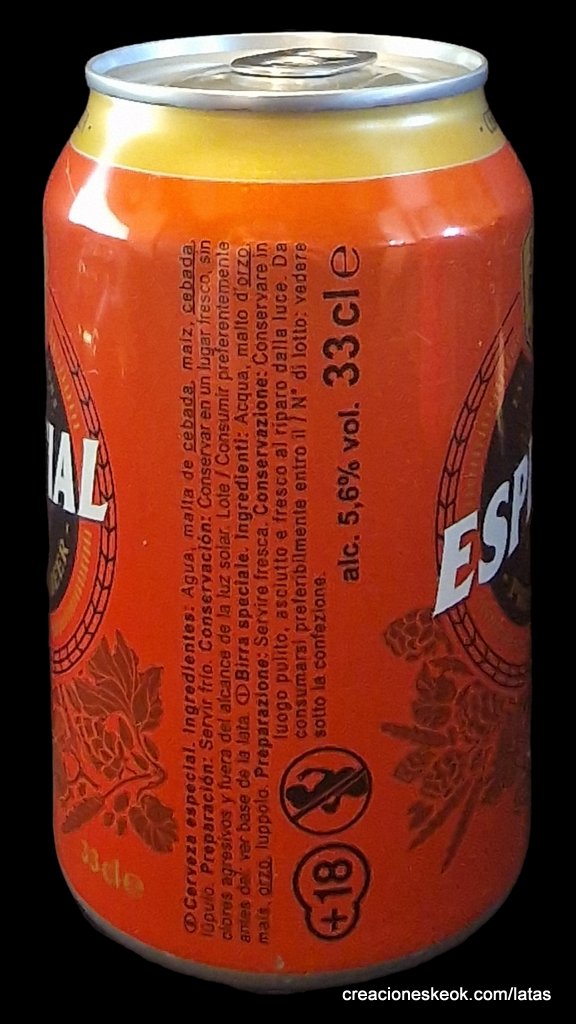 Cerveza especial. Ingredientes: Agua, malta de cebada, maíz, cebada,
lúpulo. Preparación: Servir frío. Conservación: Conservar en un lugar fresco, sin
olores agresivos y fuera del alcance de la luz solar. Lote / Consumir preferentemente
antes del: ver base de la lata. Birra speciale. Ingredienti: Acqua, malto d'orzo,
mais, orzo, luppolo. Preparazione: Servire fresca. Conservazione: Conservare in
luogo pulito, asciutto e fresco al riparo dalla luce. Da
consumarsi preferibilmente entro il / N° di lotto: vedere
sotto la confezione.
alc. 5,6% vol. 33 cl e
+18
IAL
BEER
33 cl e
ESP
creacioneskeok.com/latas